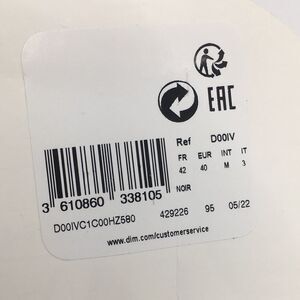 EAC
Ref D00IV
FR EUR INT IT
42 40 M 3
NOIR
3 610860 338105
D00IVC1C00HZ580 429226 95 05/22
www.dim.com/customerservice